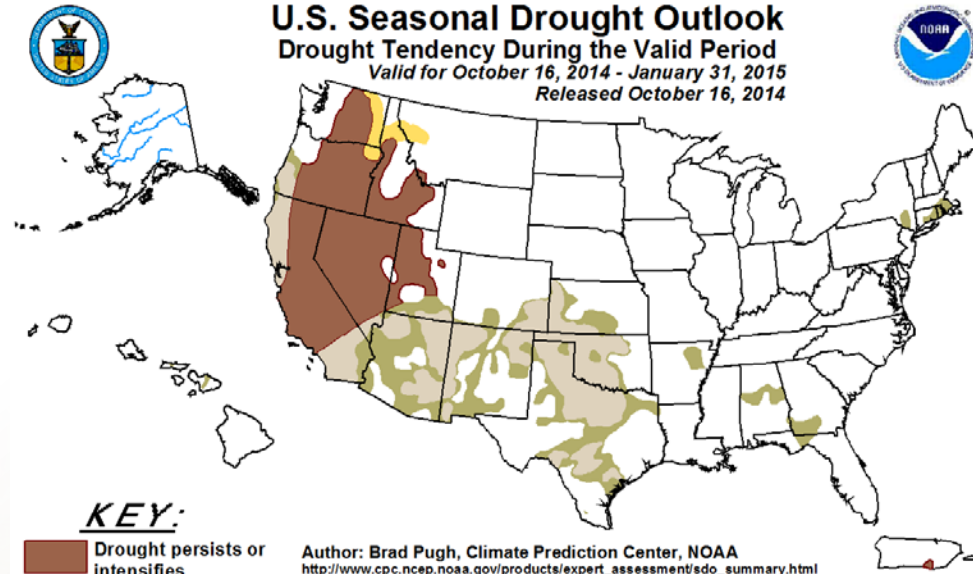 U.S. Seasonal Drought Outlook
Drought Tendency During the Valid Period
Valid for October 16, 2014 - January 31, 2015
Released October 16, 2014
NOAA
KEY:
Drought persists or
intensifies
Author: Brad Pugh, Climate Prediction Center, NOAA
http://www.cpc.ncep.noaa.gov/products/expert_assessment/sdo_summary.html